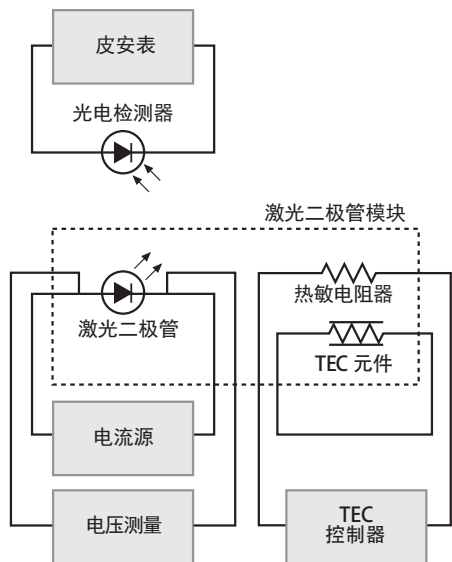 皮安表
光电检测器
激光二极管模块
热敏电阻器
激光二极管
TEC 元件
电流源
电压测量
TEC
控制器